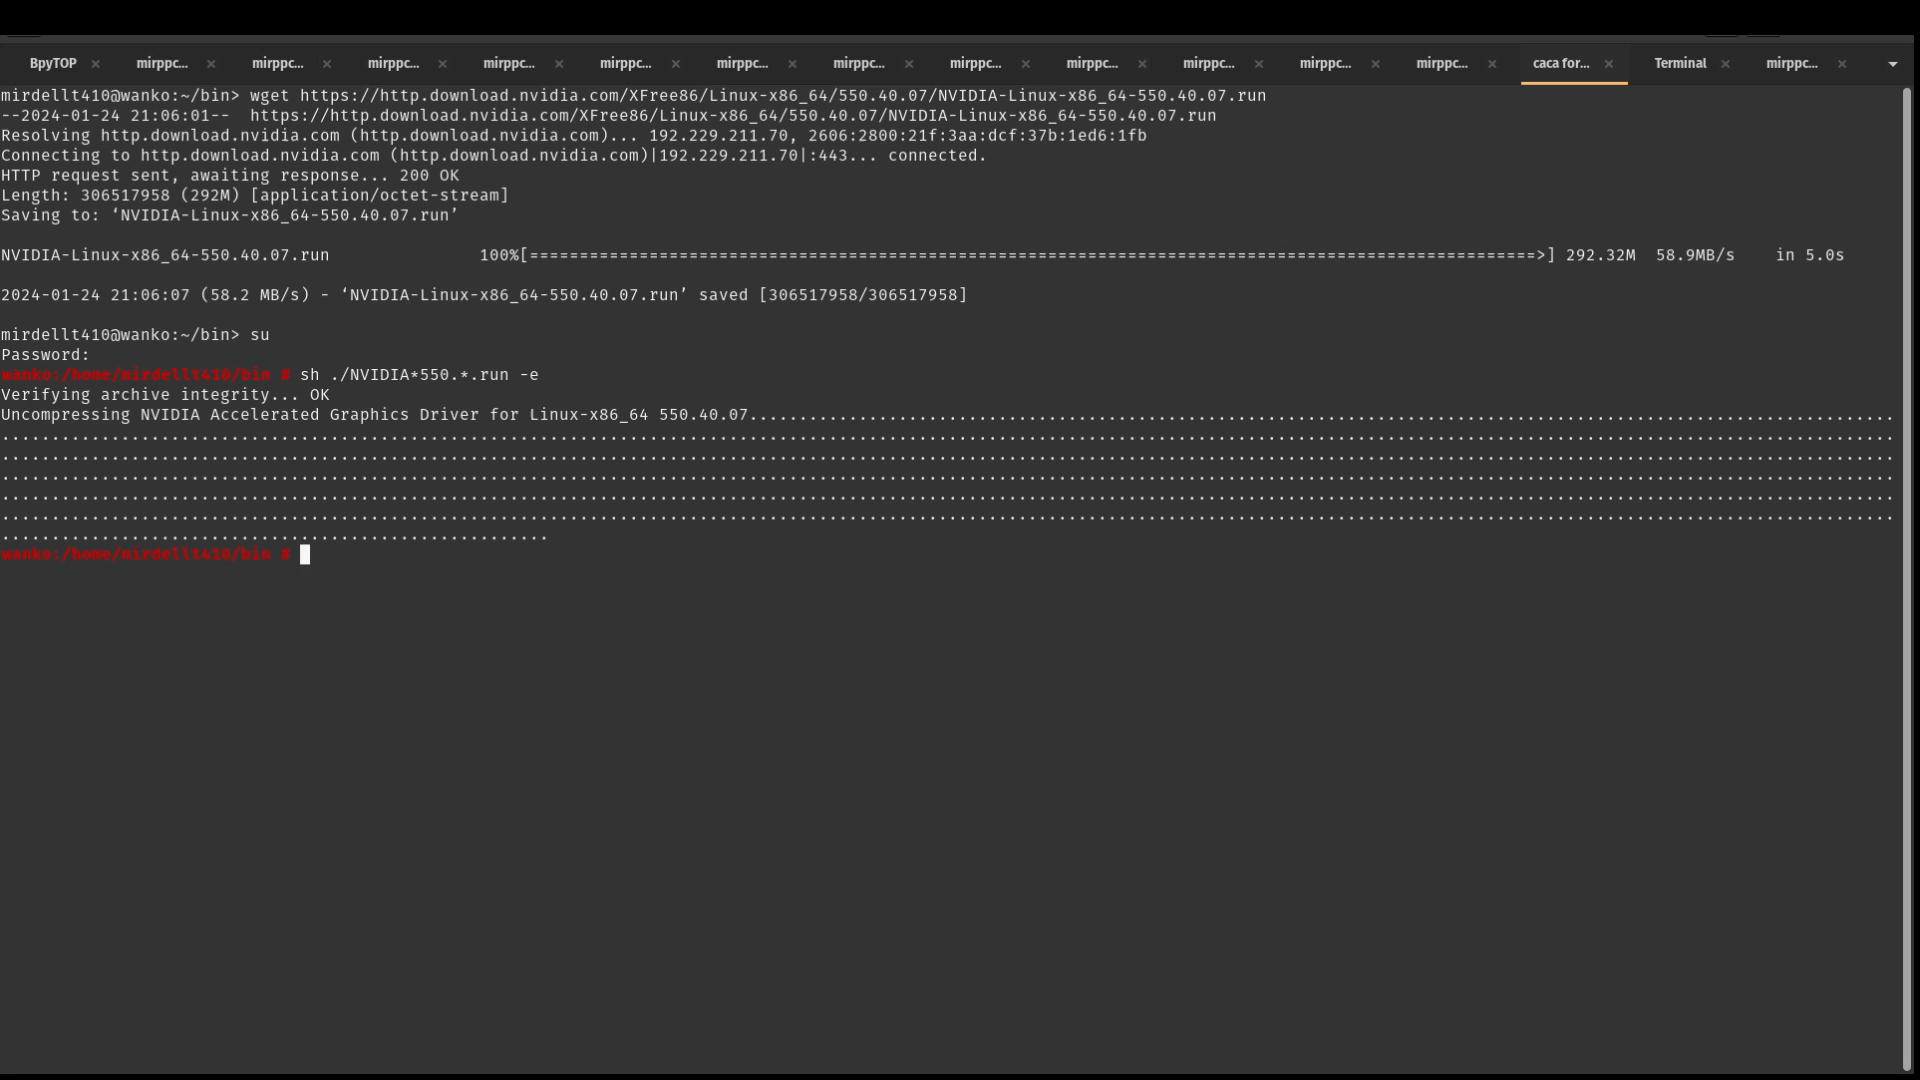 BpyTOP × mirppc... × mirppc... × mirppc... × mirppc... × mirppc... × mirppc... × mirppc... × mirppc... × mirppc... × mirppc... × mirppc... × mirppc... × caca for... × Terminal × mirppc... ×
mirdellt410@wanko:~/bin> wget https://http.download.nvidia.com/XFree86/Linux-x86_64/550.40.07/NVIDIA-Linux-x86_64-550.40.07.run
--2024-01-24 21:06:01--  https://http.download.nvidia.com/XFree86/Linux-x86_64/550.40.07/NVIDIA-Linux-x86_64-550.40.07.run
Resolving http.download.nvidia.com (http.download.nvidia.com)... 192.229.211.70, 2606:2800:21f:3aa:dcf:37b:1ed6:1fb
Connecting to http.download.nvidia.com (http.download.nvidia.com)|192.229.211.70|:443... connected.
HTTP request sent, awaiting response... 200 OK
Length: 306517958 (292M) [application/octet-stream]
Saving to: ‘NVIDIA-Linux-x86_64-550.40.07.run’
NVIDIA-Linux-x86_64-550.40.07.run               100%[=====================================================================================================>] 292.32M  58.9MB/s    in 5.0s
2024-01-24 21:06:07 (58.2 MB/s) - ‘NVIDIA-Linux-x86_64-550.40.07.run’ saved [306517958/306517958]
mirdellt410@wanko:~/bin> su
Password:
wanko:/home/mirdellt410/bin # sh ./NVIDIA*550.*.run -e
Verifying archive integrity... OK
Uncompressing NVIDIA Accelerated Graphics Driver for Linux-x86_64 550.40.07...................................................................................................................
wanko:/home/mirdellt410/bin #